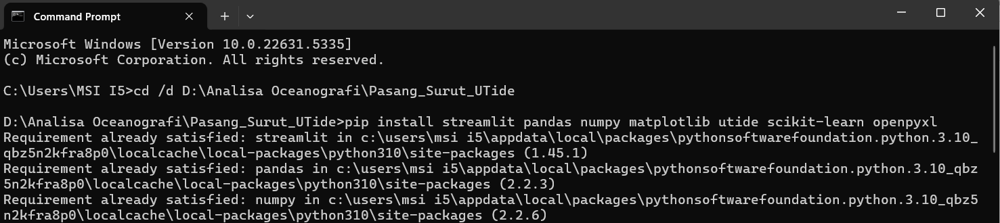 Command Prompt
Microsoft Windows [Version 10.0.22631.5335]
(c) Microsoft Corporation. All rights reserved.
C:\Users\MSI I5>cd /d D:\Analisa Oceanografi\Pasang_Surut_UTide
D:\Analisa Oceanografi\Pasang_Surut_UTide>pip install streamlit pandas numpy matplotlib utide scikit-learn openpyxl
Requirement already satisfied: streamlit in c:\users\msi i5\appdata\local\packages\pythonsoftwarefoundation.python.3.10_
qbz5n2kfra8p0\localcache\local-packages\python310\site-packages (1.45.1)
Requirement already satisfied: pandas in c:\users\msi i5\appdata\local\packages\pythonsoftwarefoundation.python.3.10_qbz
5n2kfra8p0\localcache\local-packages\python310\site-packages (2.2.3)
Requirement already satisfied: numpy in c:\users\msi i5\appdata\local\packages\pythonsoftwarefoundation.python.3.10_qbz5
n2kfra8p0\localcache\local-packages\python310\site-packages (2.2.6)